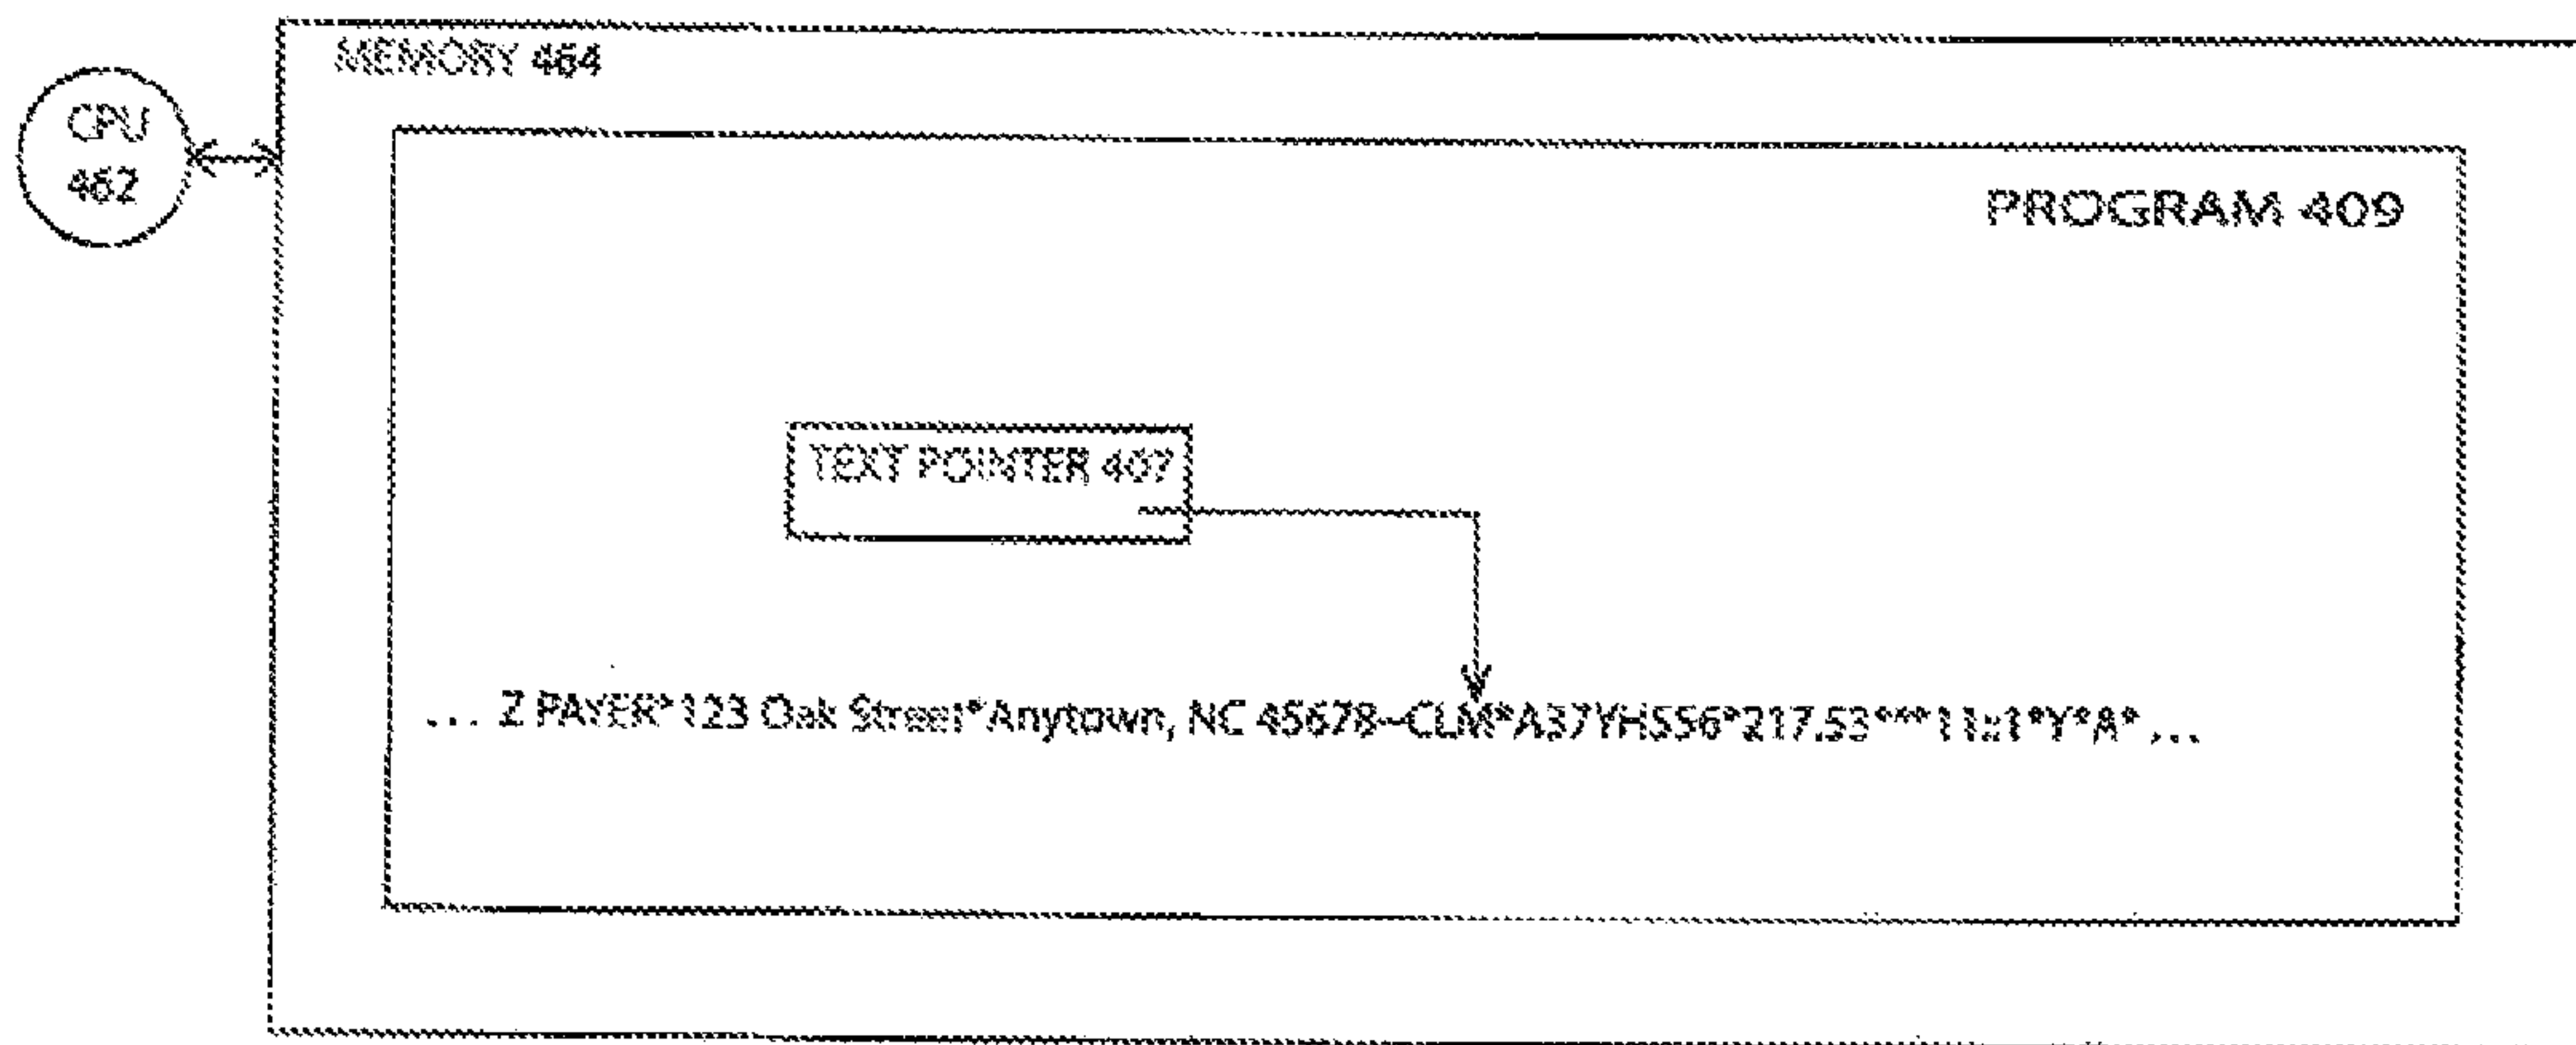 MEMORY 464
CPU
462
PROGRAM 409
TEXT POINTER 407
... Z PAYER*123 Oak Street*Anytown, NC 45678~CLM*A37YHSS6*217.53***11::1*Y*A*...